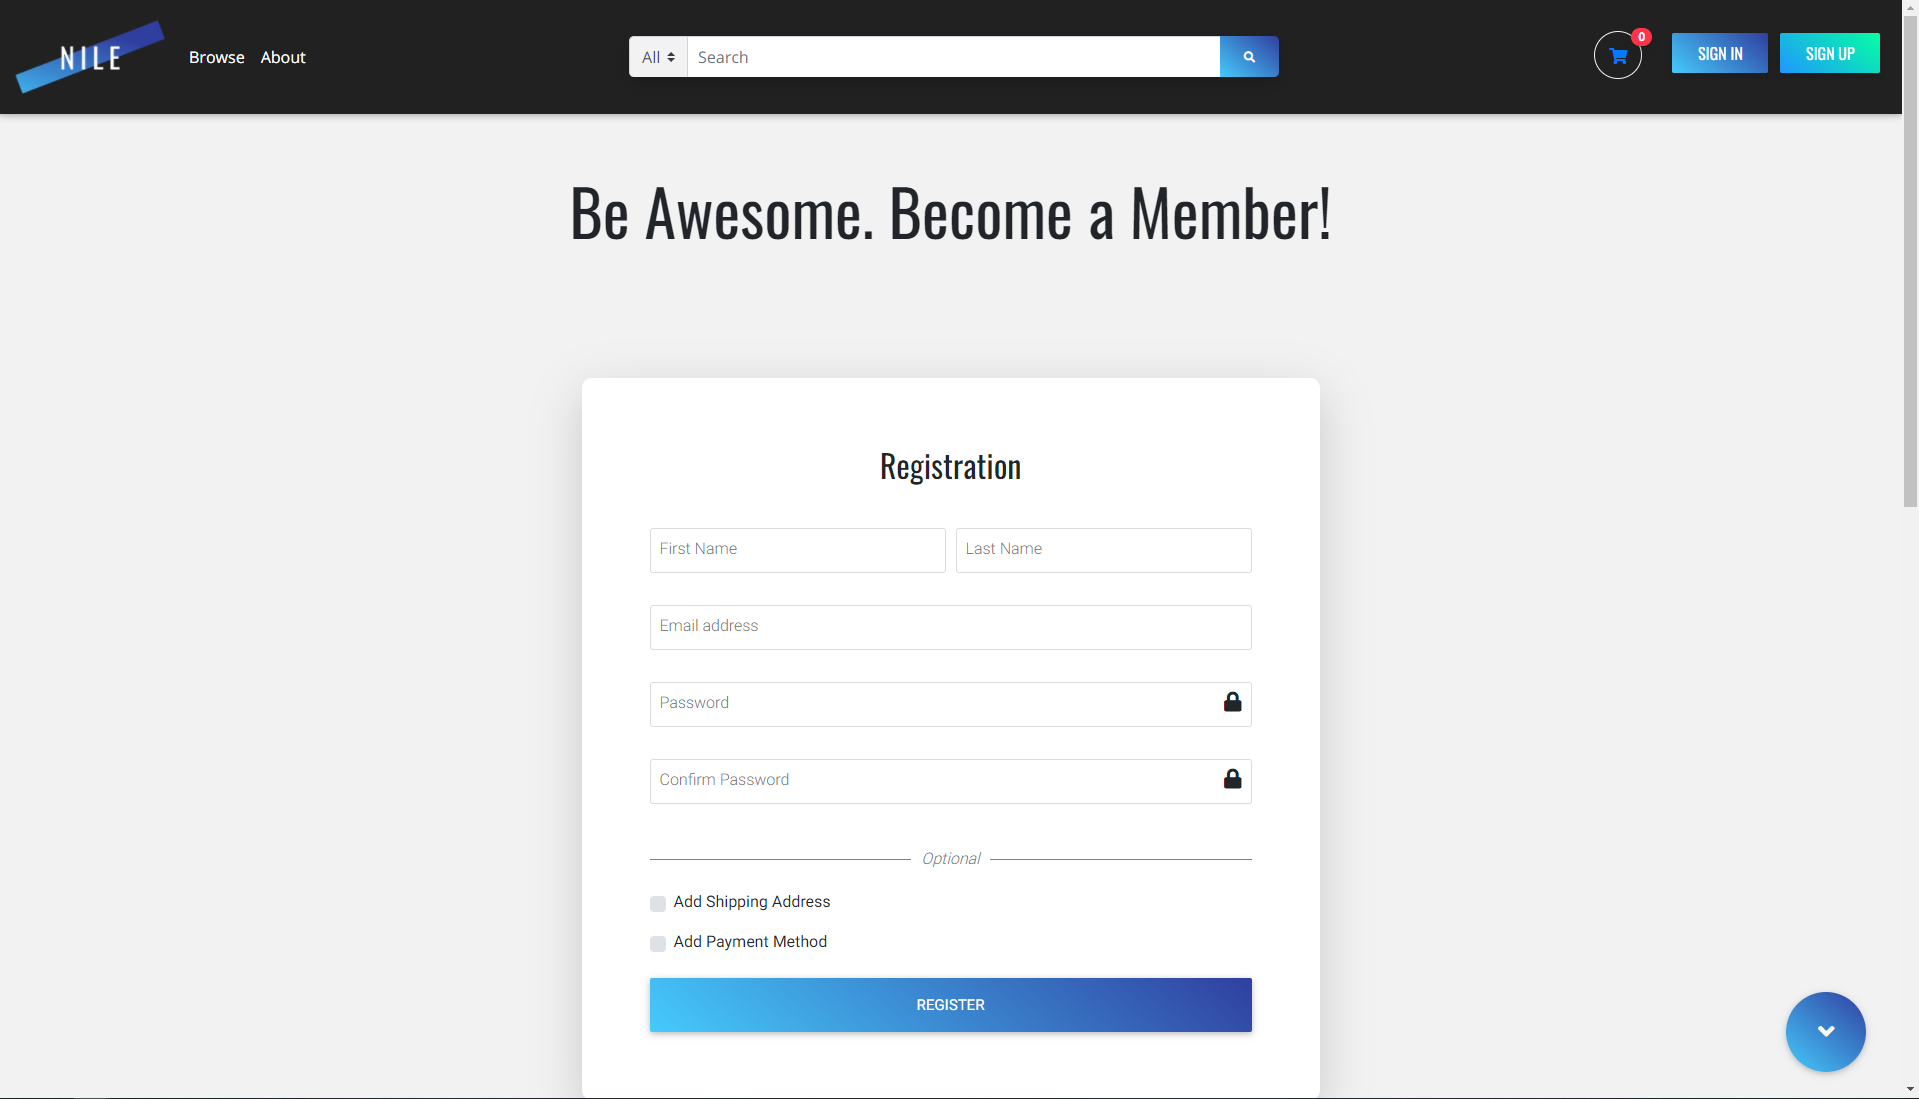 NILE Browse About All Search 0 SIGN IN SIGN UP
Be Awesome. Become a Member!
Registration
First Name Last Name
Email address
Password
Confirm Password
Optional
Add Shipping Address
Add Payment Method
REGISTER